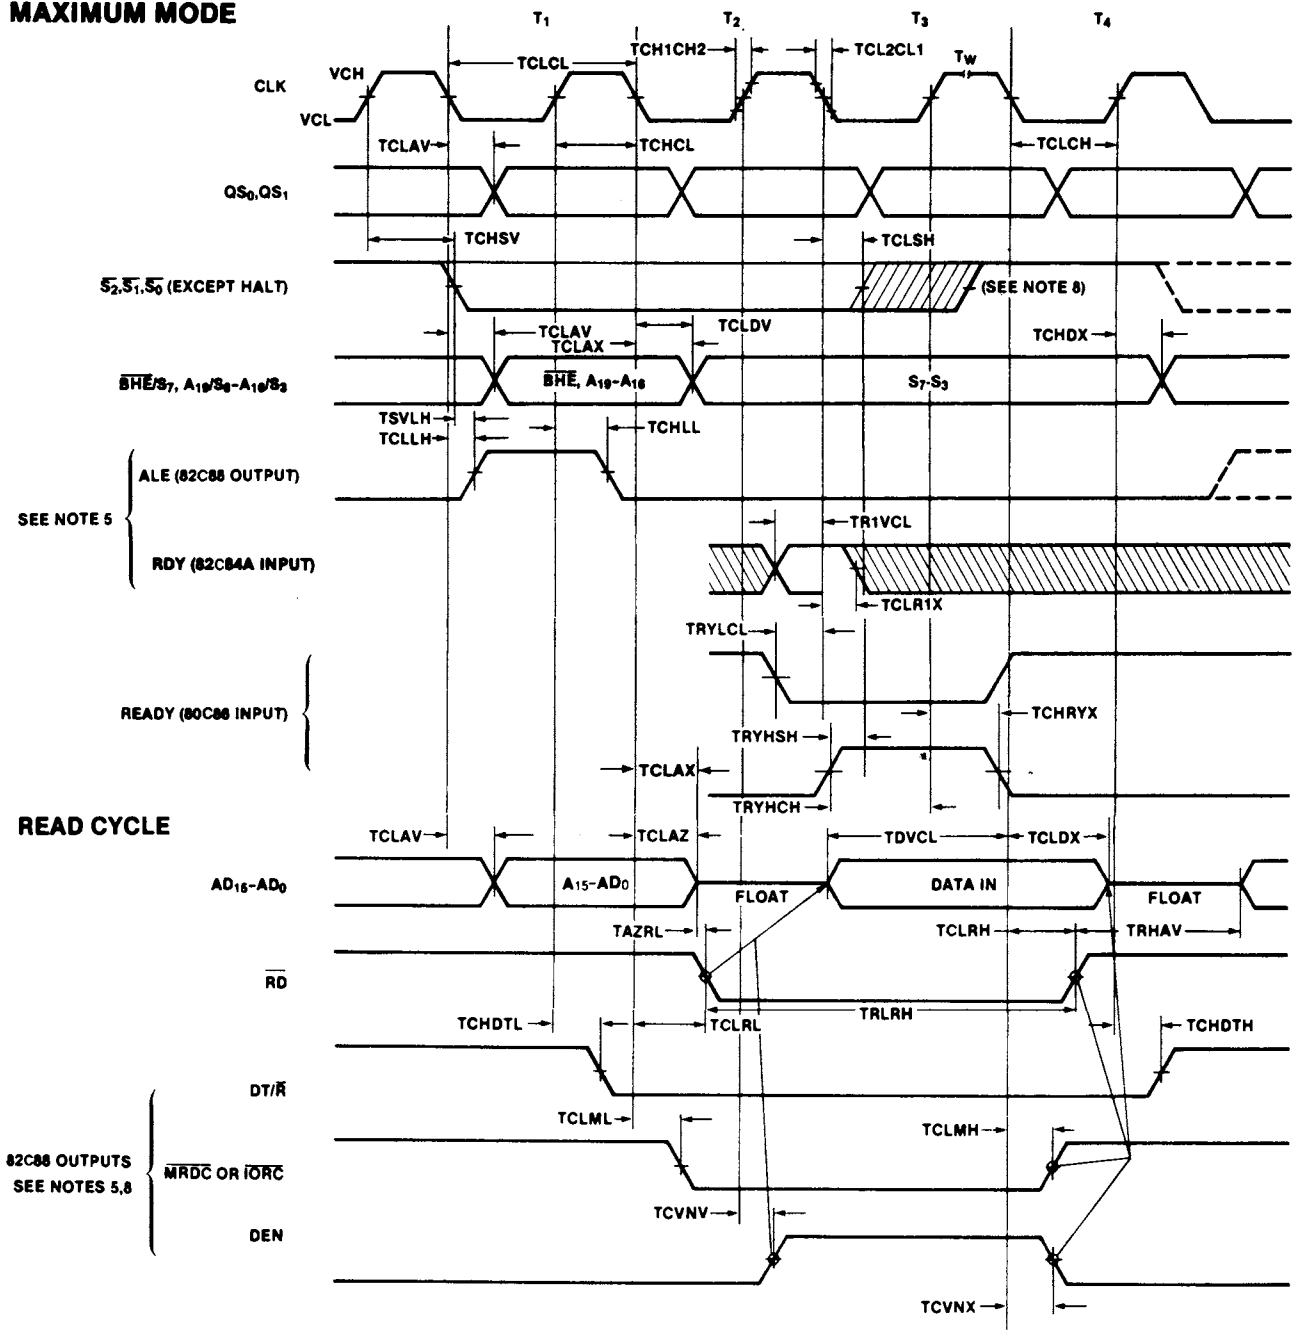 MAXIMUM MODE
T1 T2 T3 T4
TCH1CH2 TCL2CL1
TCLCL TW
VCH
CLK
VCL
TCLAV TCHCL TCLCH
QS0,QS1
TCHSV TCLSH
S2,S1,S0 (EXCEPT HALT) (SEE NOTE 8)
TCLAV TCLDV
TCLAX TCHDX
BHE/S7, A19/S6-A16/S3 BHE, A19-A16 S7-S3
TSVLH
TCLLH TCHLL
ALE (82C88 OUTPUT)
SEE NOTE 5
TR1VCL
RDY (82C84A INPUT)
TCLR1X
TRYLCL
READY (80C86 INPUT) TCHRYX
TRYHSH
TCLAX
TRYHCH
READ CYCLE
TCLAV TCLAZ TDVCL TCLDX
AD15-AD0 A15-AD0 FLOAT DATA IN FLOAT
TAZRL TCLRH TRHAV
RD
TRLRH
TCHDTL TCLRL TCHDTH
DT/R
TCLML TCLMH
82C88 OUTPUTS
SEE NOTES 5,8
MRDC OR IORC
TCVNV
DEN
TCVNX